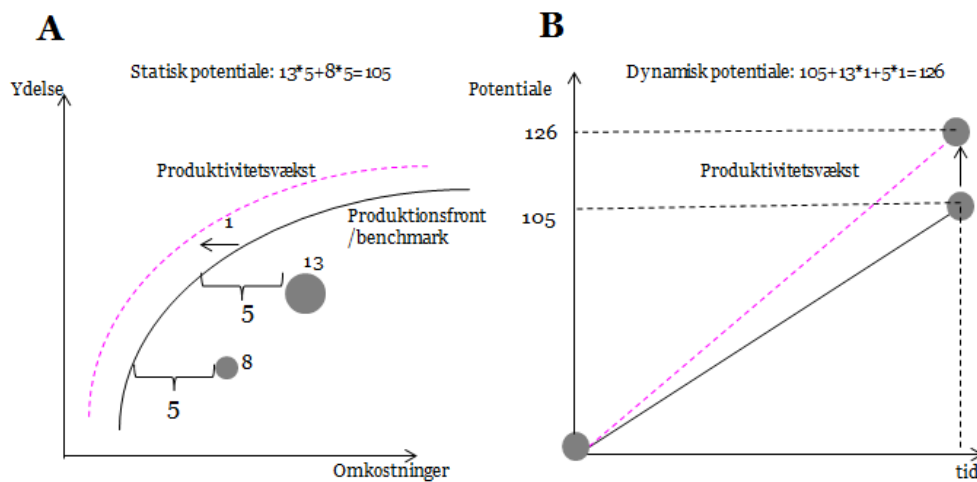 A
Statisk potentiale: 13*5+8*5=105
Ydelse
Produktivitetsvækst
1
Produktionsfront
/benchmark
13
5
8
5
Omkostninger
B
Dynamisk potentiale: 105+13*1+5*1=126
Potentiale
126
Produktivitetsvækst
105
tid